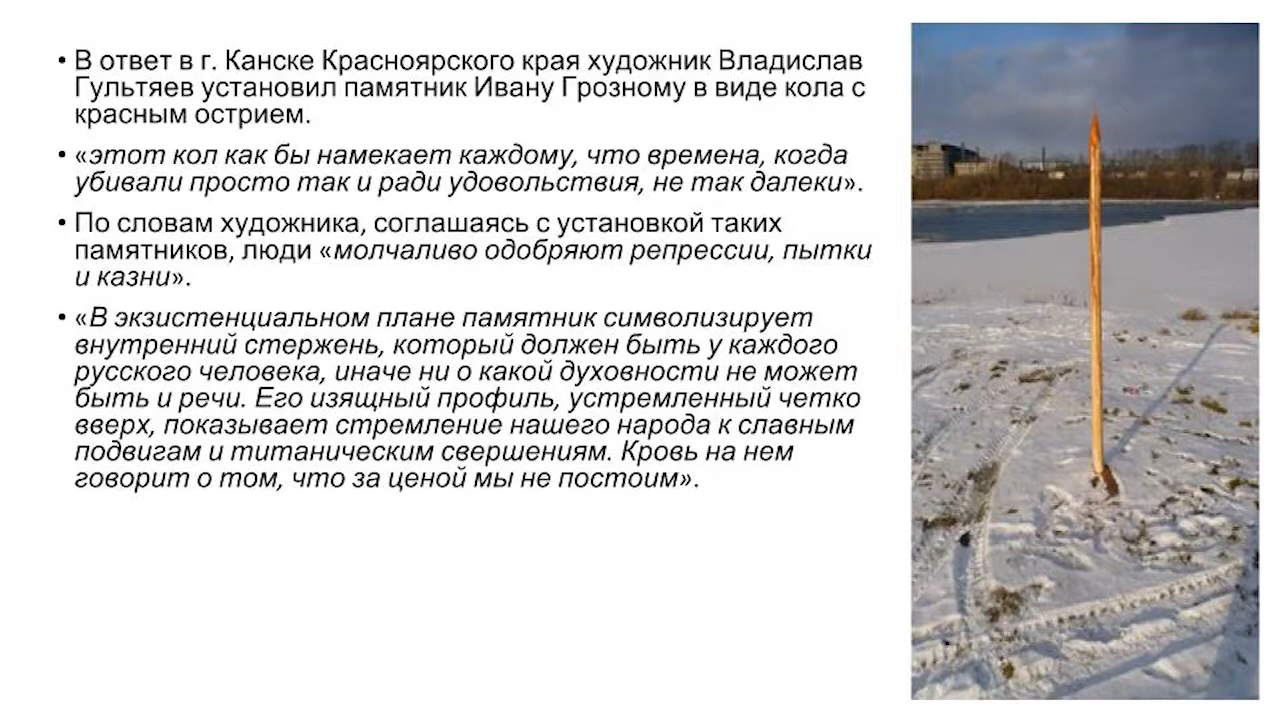 • В ответ в г. Канске Красноярского края художник Владислав
Гультяев установил памятник Ивану Грозному в виде кола с
красным острием.
• «этот кол как бы намекает каждому, что времена, когда
убивали просто так и ради удовольствия, не так далеки».
• По словам художника, соглашаясь с установкой таких
памятников, люди «молчаливо одобряют репрессии, пытки
и казни».
• «В экзистенциальном плане памятник символизирует
внутренний стержень, который должен быть у каждого
русского человека, иначе ни о какой духовности не может
быть и речи. Его изящный профиль, устремленный четко
вверх, показывает стремление нашего народа к славным
подвигам и титаническим свершениям. Кровь на нем
говорит о том, что за ценой мы не постоим».